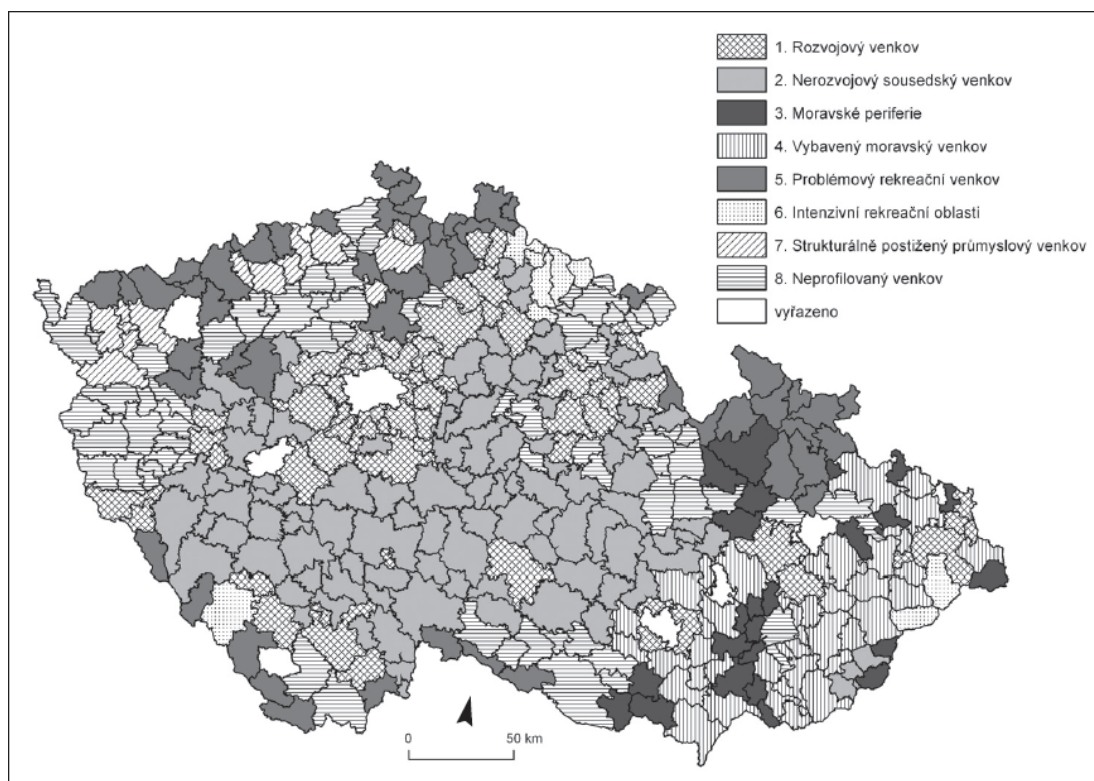 1. Rozvojový venkov
2. Nerozvojový sousedský venkov
3. Moravské periferie
4. Vybavený moravský venkov
5. Problémový rekreační venkov
6. Intenzivní rekreační oblasti
7. Strukturálně postižený průmyslový venkov
8. Neprofilovaný venkov
vyřazeno
0 50 km